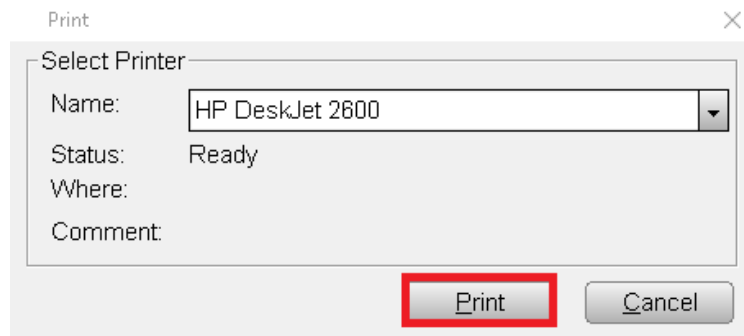 Print
Select Printer
Name: HP DeskJet 2600
Status: Ready
Where:
Comment:
Print Cancel